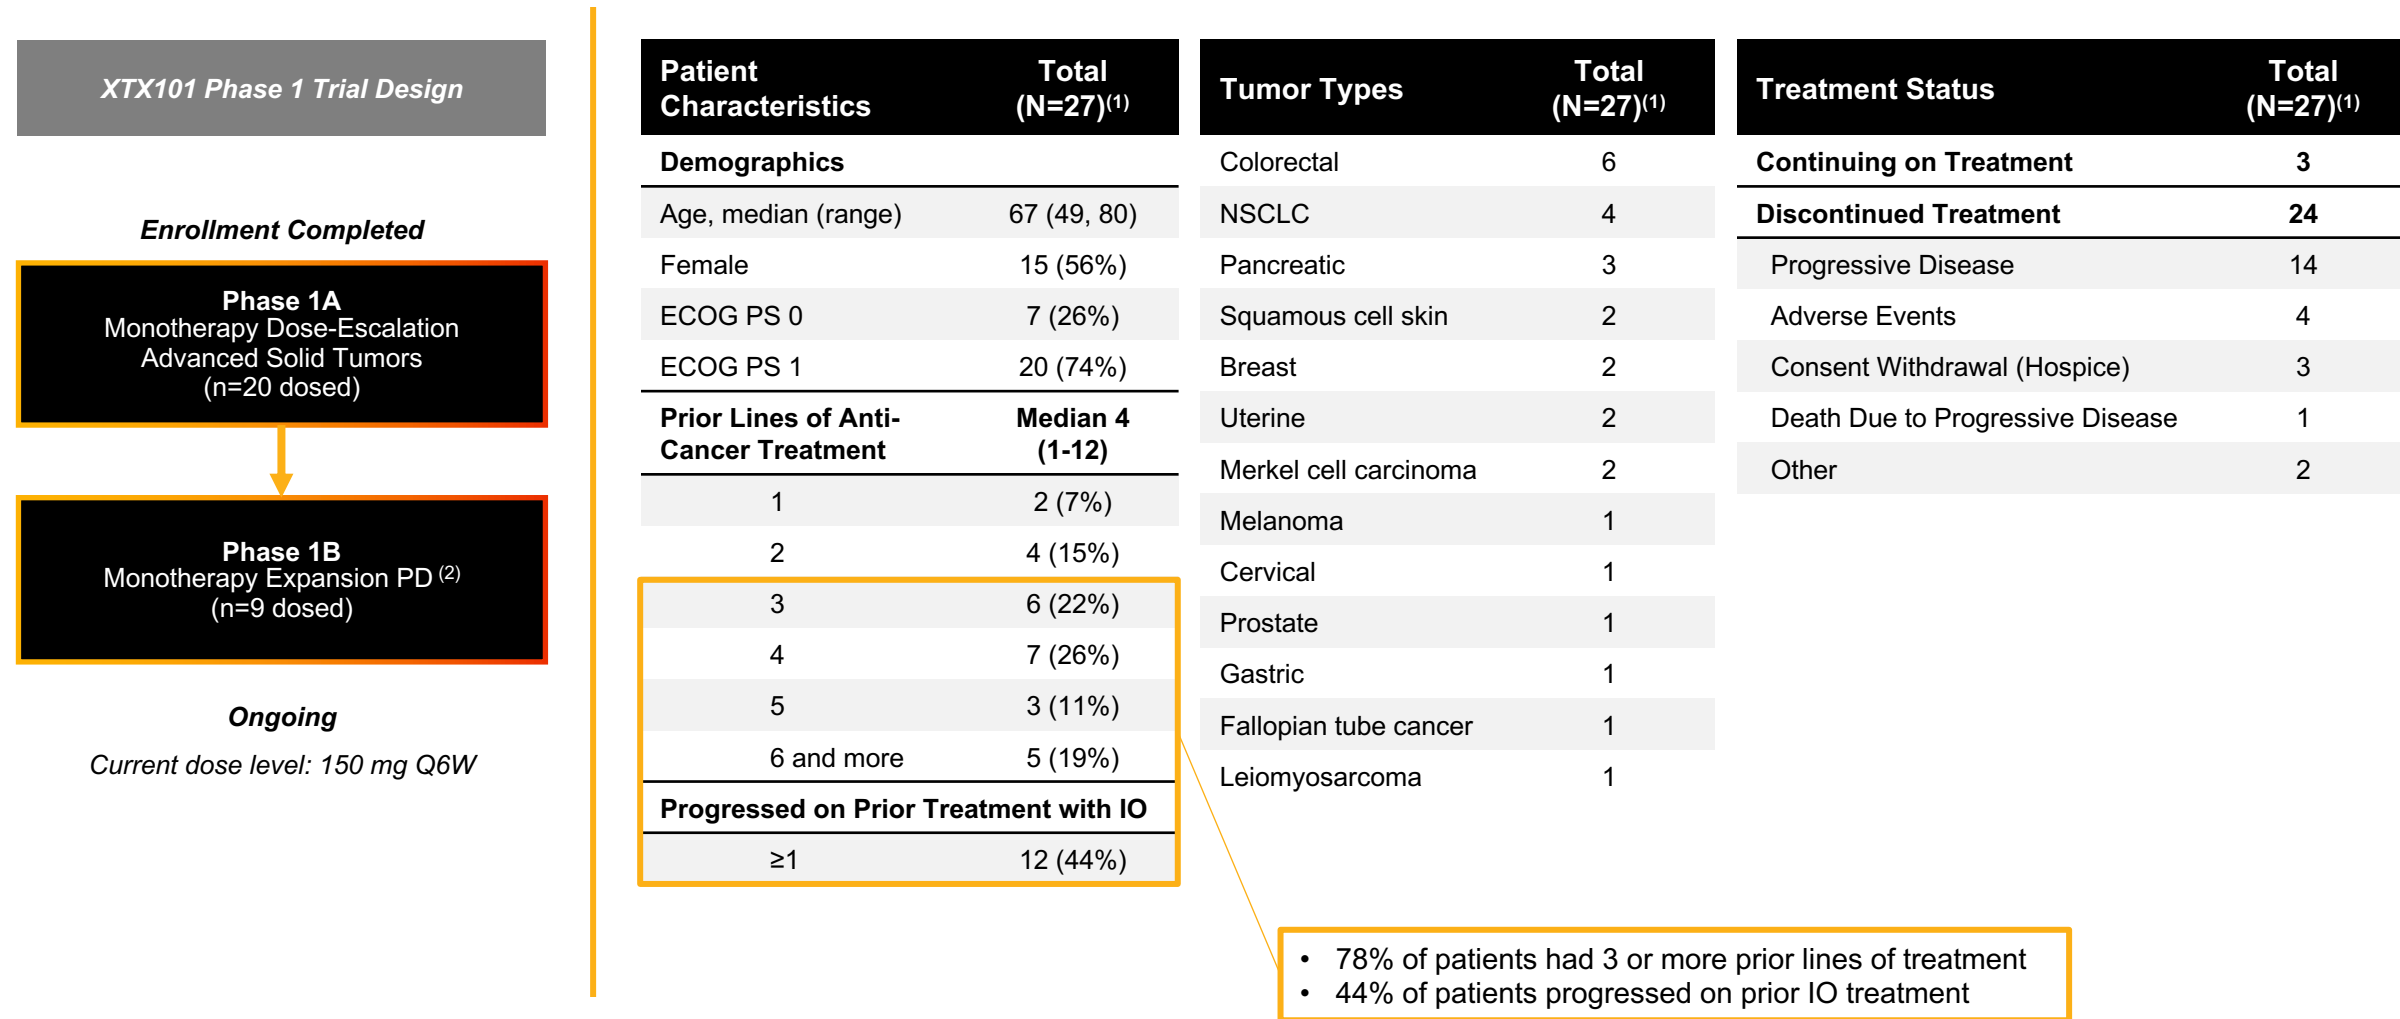 XTX101 Phase 1 Trial Design
Enrollment Completed
Phase 1A
Monotherapy Dose-Escalation
Advanced Solid Tumors
(n=20 dosed)
Phase 1B
Monotherapy Expansion PD (2)
(n=9 dosed)
Ongoing
Current dose level: 150 mg Q6W
Patient Characteristics Total (N=27)(1)
Demographics
Age, median (range) 67 (49, 80)
Female 15 (56%)
ECOG PS 0 7 (26%)
ECOG PS 1 20 (74%)
Prior Lines of Anti-Cancer Treatment Median 4 (1-12)
1 2 (7%)
2 4 (15%)
3 6 (22%)
4 7 (26%)
5 3 (11%)
6 and more 5 (19%)
Progressed on Prior Treatment with IO
≥1 12 (44%)
Tumor Types Total (N=27)(1)
Colorectal 6
NSCLC 4
Pancreatic 3
Squamous cell skin 2
Breast 2
Uterine 2
Merkel cell carcinoma 2
Melanoma 1
Cervical 1
Prostate 1
Gastric 1
Fallopian tube cancer 1
Leiomyosarcoma 1
Treatment Status Total (N=27)(1)
Continuing on Treatment 3
Discontinued Treatment 24
Progressive Disease 14
Adverse Events 4
Consent Withdrawal (Hospice) 3
Death Due to Progressive Disease 1
Other 2
• 78% of patients had 3 or more prior lines of treatment
• 44% of patients progressed on prior IO treatment